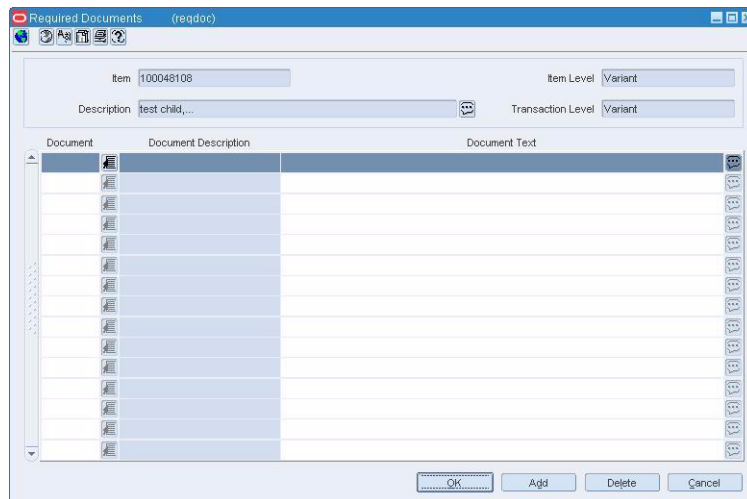 Required Documents (reqdoc)
Item 100048108 Item Level Variant
Description test child,... Transaction Level Variant
Document Document Description Document Text
OK Add Delete Cancel